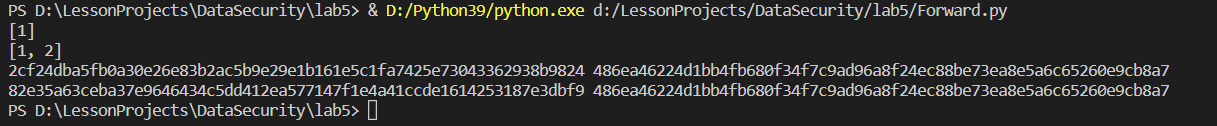 PS D:\LessonProjects\DataSecurity\lab5> & D:/Python39/python.exe d:/LessonProjects/DataSecurity/lab5/Forward.py
[1]
[1, 2]
2cf24dba5fb0a30e26e83b2ac5b9e29e1b161e5c1fa7425e73043362938b9824 486ea46224d1bb4fb680f34f7c9ad96a8f24ec88be73ea8e5a6c65260e9cb8a7
82e35a63ceba37e9646434c5dd412ea577147f1e4a41ccde1614253187e3dbf9 486ea46224d1bb4fb680f34f7c9ad96a8f24ec88be73ea8e5a6c65260e9cb8a7
PS D:\LessonProjects\DataSecurity\lab5>